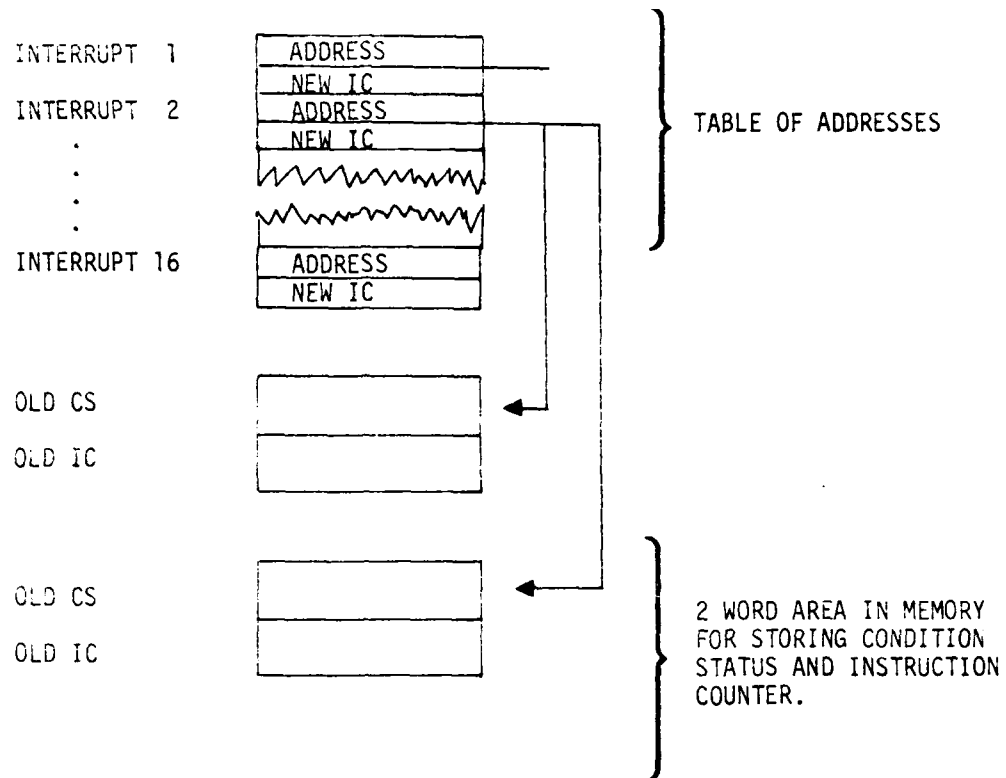 INTERRUPT 1
ADDRESS
NEW IC
INTERRUPT 2
ADDRESS
NEW IC
TABLE OF ADDRESSES
INTERRUPT 16
ADDRESS
NEW IC
OLD CS
OLD IC
OLD CS
OLD IC
2 WORD AREA IN MEMORY
FOR STORING CONDITION
STATUS AND INSTRUCTION
COUNTER.